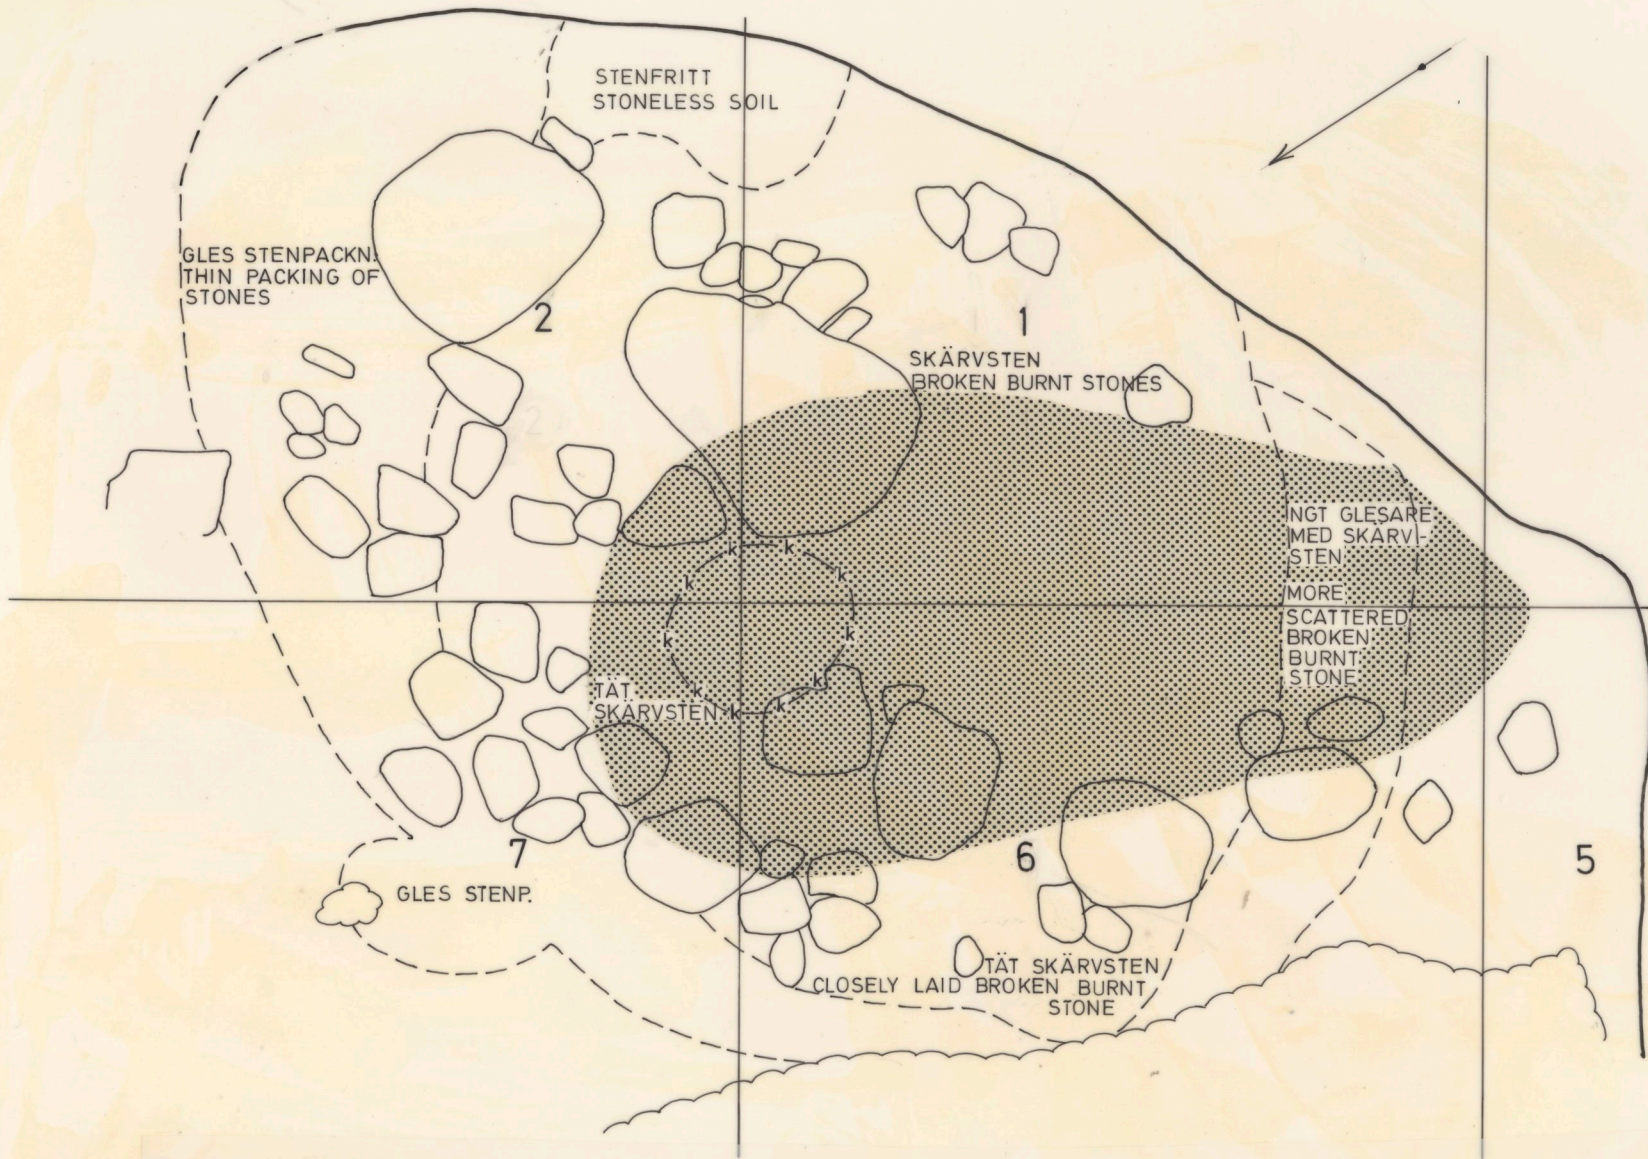 STENFRITT
STONELESS SOIL
GLES STENPACKN.
THIN PACKING OF
STONES
2
1
SKÄRVSTEN
BROKEN BURNT STONES
NGT GLESARE
MED SKÄRV-
STEN
MORE
SCATTERED
BROKEN
BURNT
STONE
k k
k k
k k
k k
k k
TÄT
SKÄRVSTEN
7
6
5
GLES STENP.
TÄT SKÄRVSTEN
CLOSELY LAID BROKEN BURNT
STONE